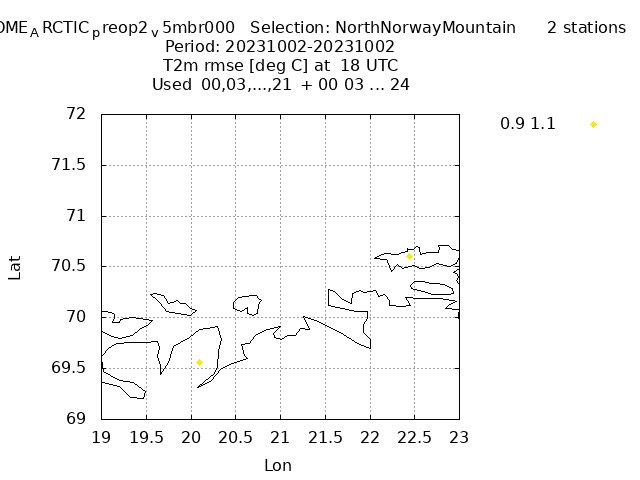 OME_ARCTIC_preop2_v5mbr000 Selection: NorthNorwayMountain 2 stations
Period: 20231002-20231002
T2m rmse [deg C] at 18 UTC
Used 00,03,...,21 + 00 03 ... 24
0.9 1.1
72
71.5
71
70.5
70
69.5
69
Lat
19 19.5 20 20.5 21 21.5 22 22.5 23
Lon